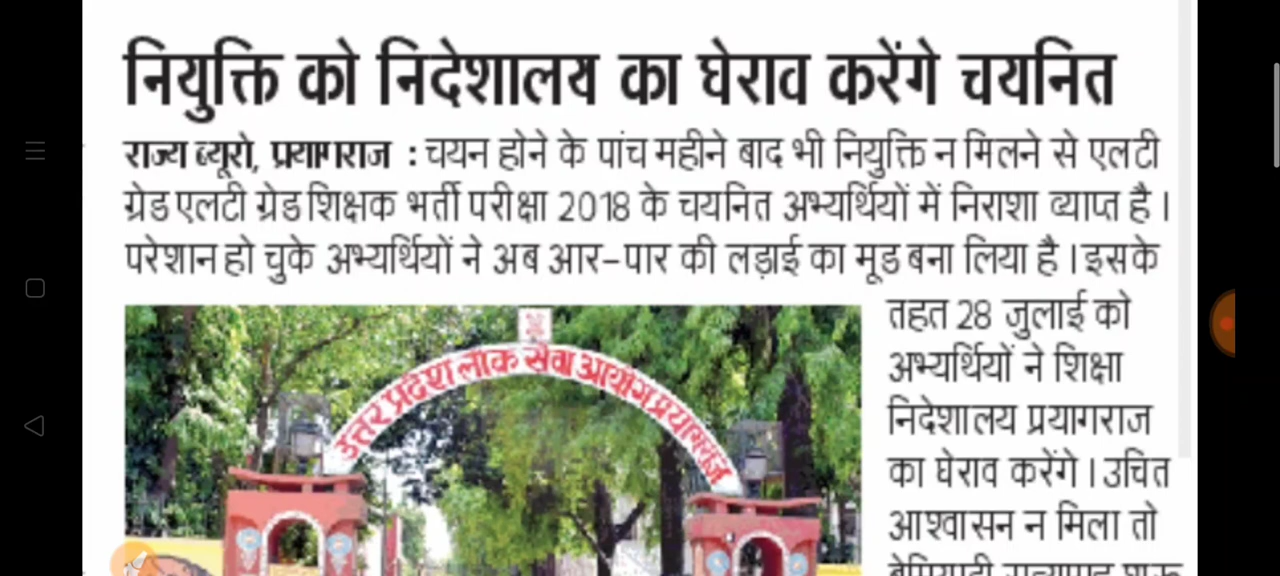 नियुक्ति को निदेशालय का घेराव करेंगे चयनित
राज्य ब्यूरो, प्रयागराज : चयन होने के पांच महीने बाद भी नियुक्ति न मिलने से एलटी
ग्रेड एलटी ग्रेड शिक्षक भर्ती परीक्षा 2018 के चयनित अभ्यर्थियों में निराशा व्याप्त है।
परेशान हो चुके अभ्यर्थियों ने अब आर-पार की लड़ाई का मूड बना लिया है। इसके
तहत 28 जुलाई को
अभ्यर्थियों ने शिक्षा
निदेशालय प्रयागराज
का घेराव करेंगे। उचित
आश्वासन न मिला तो
उत्तर प्रदेश लोक सेवा आयोग प्रयागराज